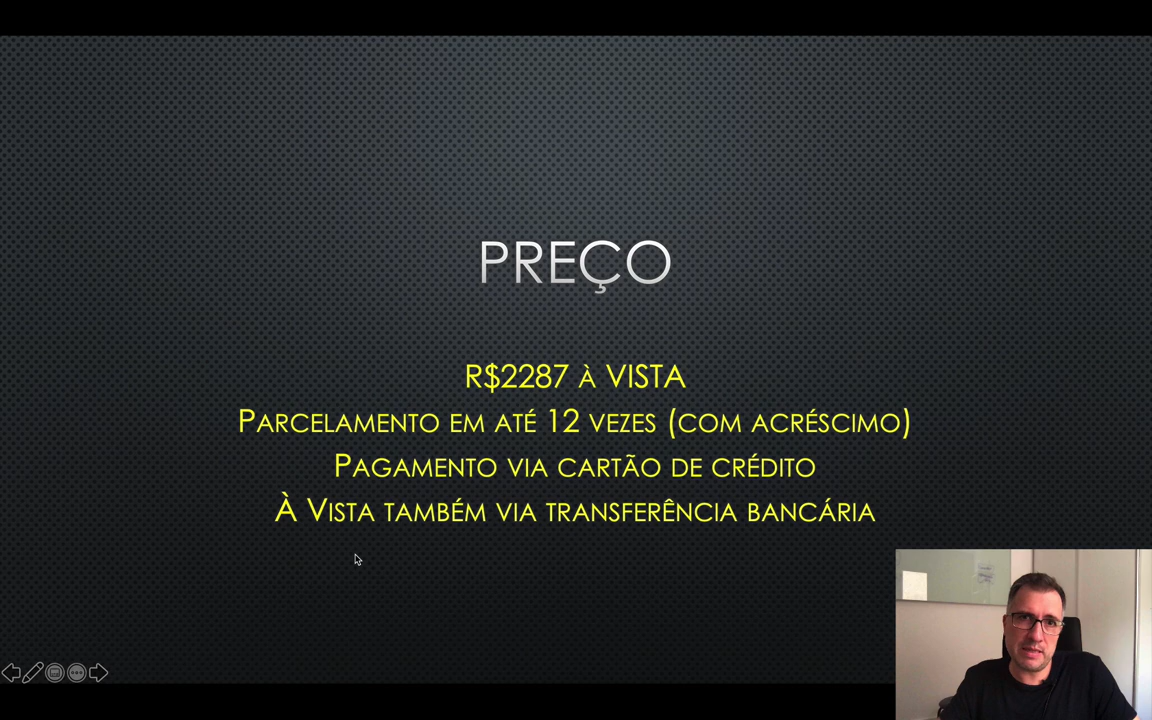 PREÇO
R$2287 À VISTA
PARCELAMENTO EM ATÉ 12 VEZES (COM ACRÉSCIMO)
PAGAMENTO VIA CARTÃO DE CRÉDITO
À VISTA TAMBÉM VIA TRANSFERÊNCIA BANCÁRIA